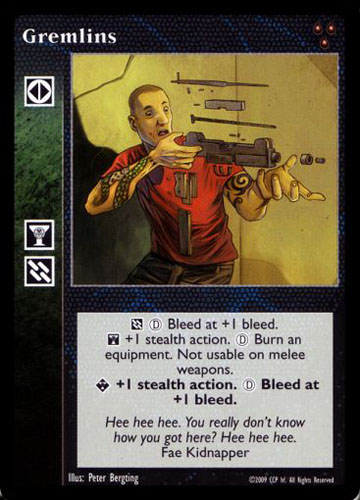 Gremlins
Ⓓ Bleed at +1 bleed.
+1 stealth action. Ⓓ Burn an
equipment. Not usable on melee
weapons.
+1 stealth action. Ⓓ Bleed at
+1 bleed.
Hee hee hee. You really don't know
how you got here? Hee hee hee.
Fae Kidnapper
Illus: Peter Bergting
©2009 CCP hf. All Rights Reserved